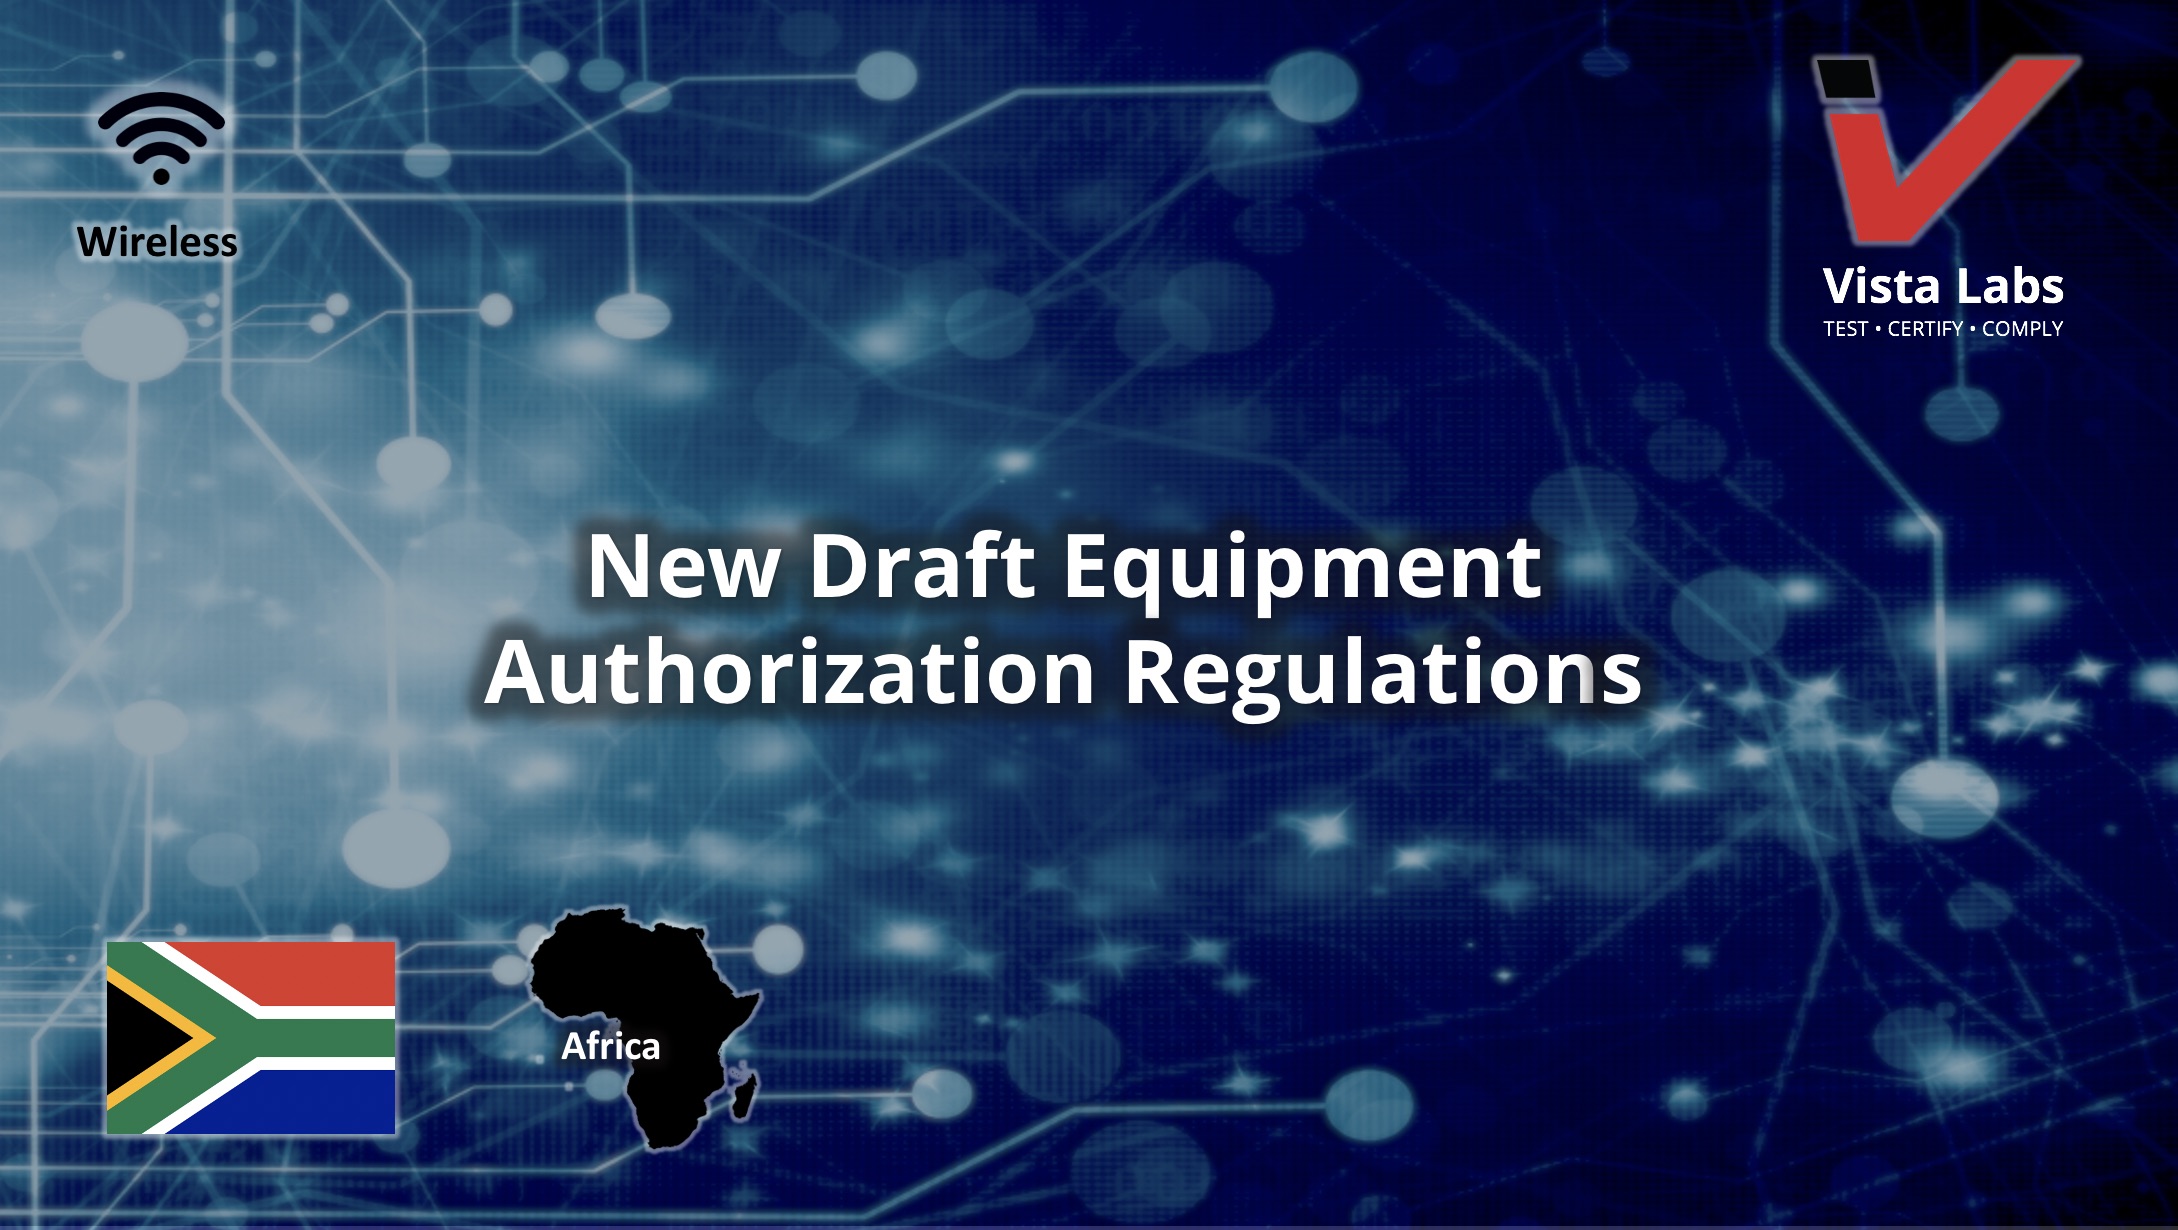 Wireless
Vista Labs
TEST • CERTIFY • COMPLY
New Draft Equipment
Authorization Regulations
Africa